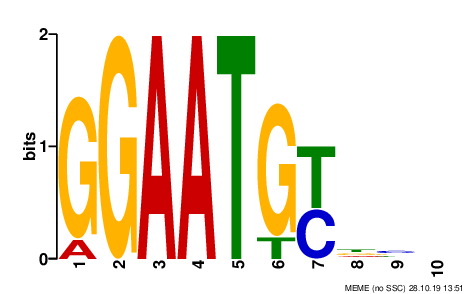 2
bits
1
0
G G A A T G T
A T C
1 2 3 4 5 6 7 8 9 10
MEME (no SSC) 28.10.19 13:51